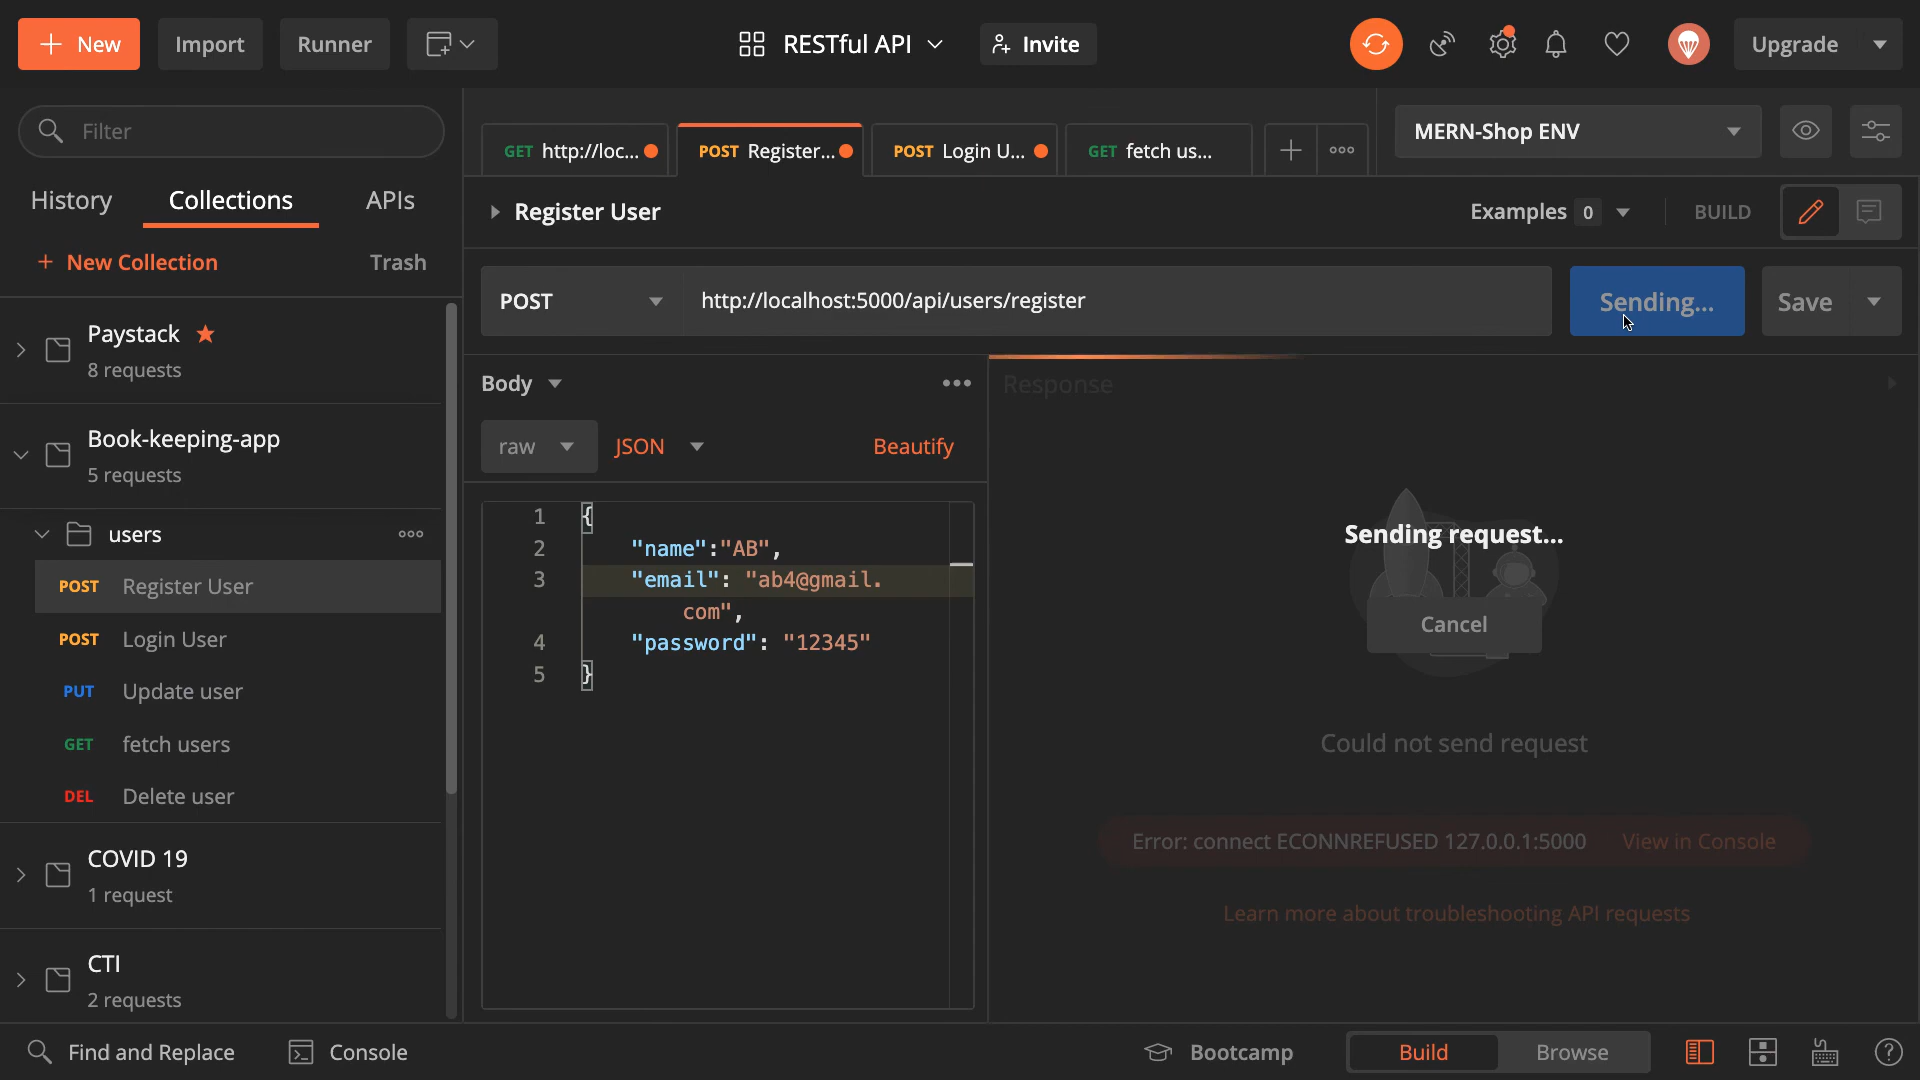 New
Import
Runner
RESTful API
Invite
Upgrade
Filter
GET http://loc...
POST Register...
POST Login U...
GET fetch us...
MERN-Shop ENV
History
Collections
APIs
Register User
Examples 0
BUILD
+ New Collection
Trash
POST
http://localhost:5000/api/users/register
Sending...
Save
Paystack
8 requests
Body
Response
Book-keeping-app
5 requests
raw
JSON
Beautify
users
POST Register User
POST Login User
PUT Update user
GET fetch users
DEL Delete user
1 {
2 "name":"AB",
3 "email": "ab4@gmail.
com",
4 "password": "12345"
5 }
Sending request...
Cancel
Could not send request
Error: connect ECONNREFUSED 127.0.0.1:5000 View in Console
Learn more about troubleshooting API requests
COVID 19
1 request
CTI
2 requests
Find and Replace
Console
Bootcamp
Build
Browse